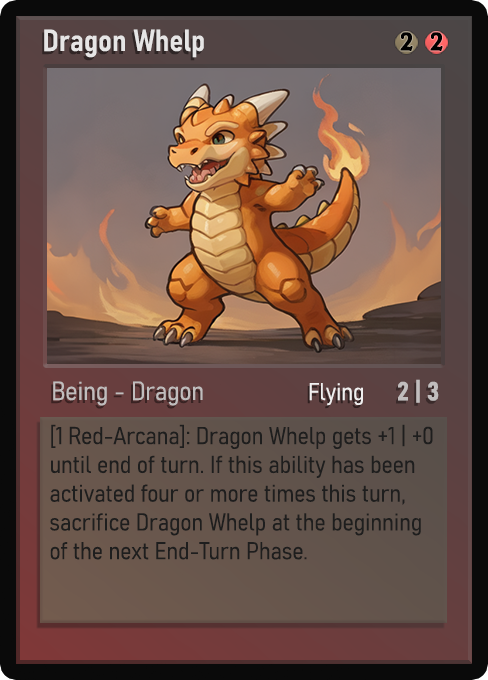 Dragon Whelp 2 2
Being - Dragon Flying 2 | 3
[1 Red-Arcana]: Dragon Whelp gets +1 | +0
until end of turn. If this ability has been
activated four or more times this turn,
sacrifice Dragon Whelp at the beginning
of the next End-Turn Phase.